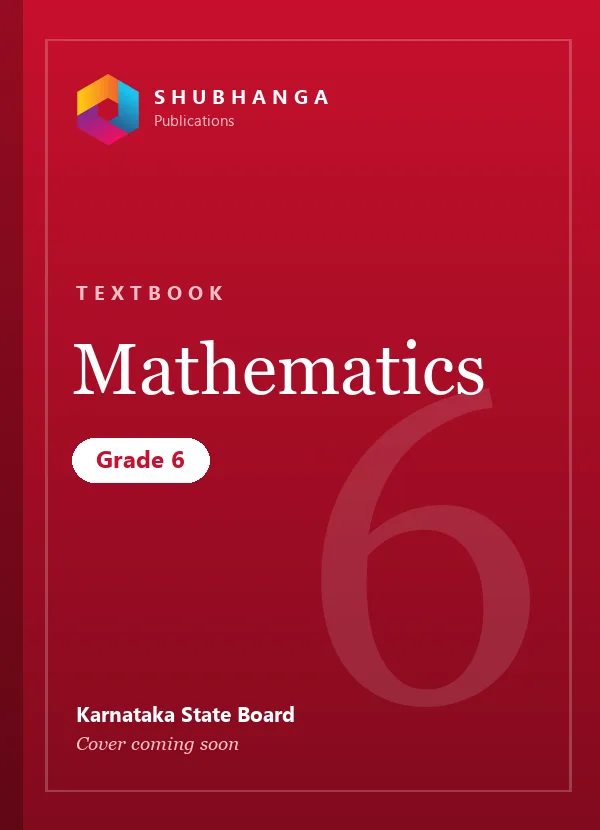 SHUBHANGA
Publications
TEXTBOOK
Mathematics
Grade 6
6
Karnataka State Board
Cover coming soon